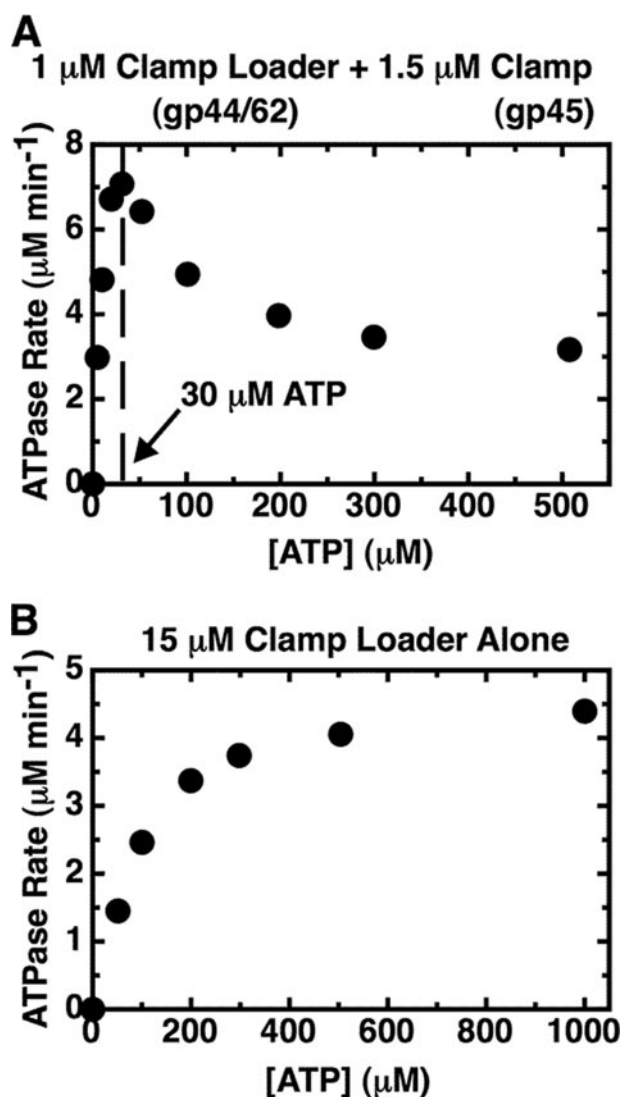 A
1 μM Clamp Loader + 1.5 μM Clamp
(gp44/62) (gp45)
ATPase Rate (μM min⁻¹)
8
6
4
2
0
30 μM ATP
0 100 200 300 400 500
[ATP] (μM)
B
15 μM Clamp Loader Alone
ATPase Rate (μM min⁻¹)
5
4
3
2
1
0
0 200 400 600 800 1000
[ATP] (μM)